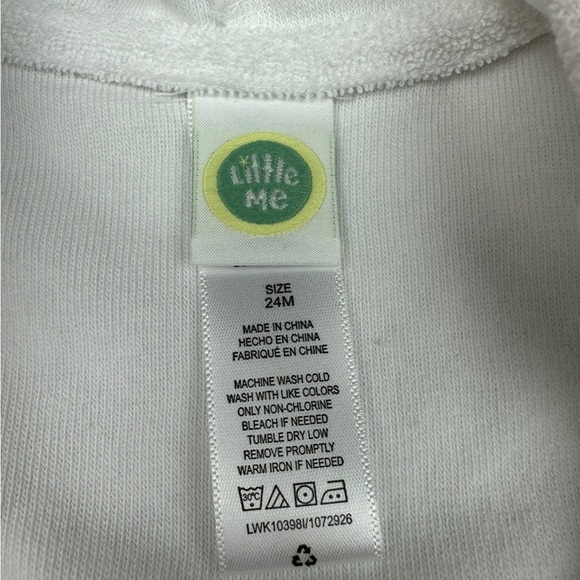 Little
Me
SIZE
24M
MADE IN CHINA
HECHO EN CHINA
FABRIQUÉ EN CHINE
MACHINE WASH COLD
WASH WITH LIKE COLORS
ONLY NON-CHLORINE
BLEACH IF NEEDED
TUMBLE DRY LOW
REMOVE PROMPTLY
WARM IRON IF NEEDED
30°C
LWK10398I/1072926